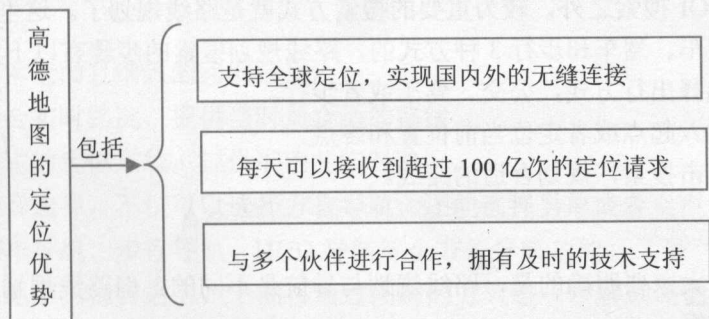 高德地图的定位优势
包括
支持全球定位，实现国内外的无缝连接
每天可以接收到超过 100 亿次的定位请求
与多个伙伴进行合作，拥有及时的技术支持